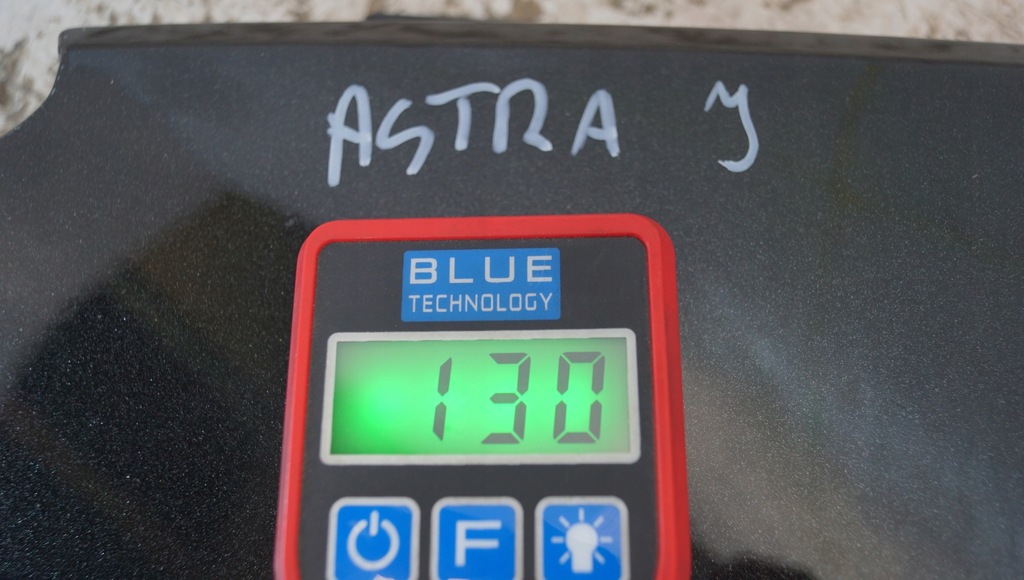 ASTRA J
BLUE
TECHNOLOGY
130
F